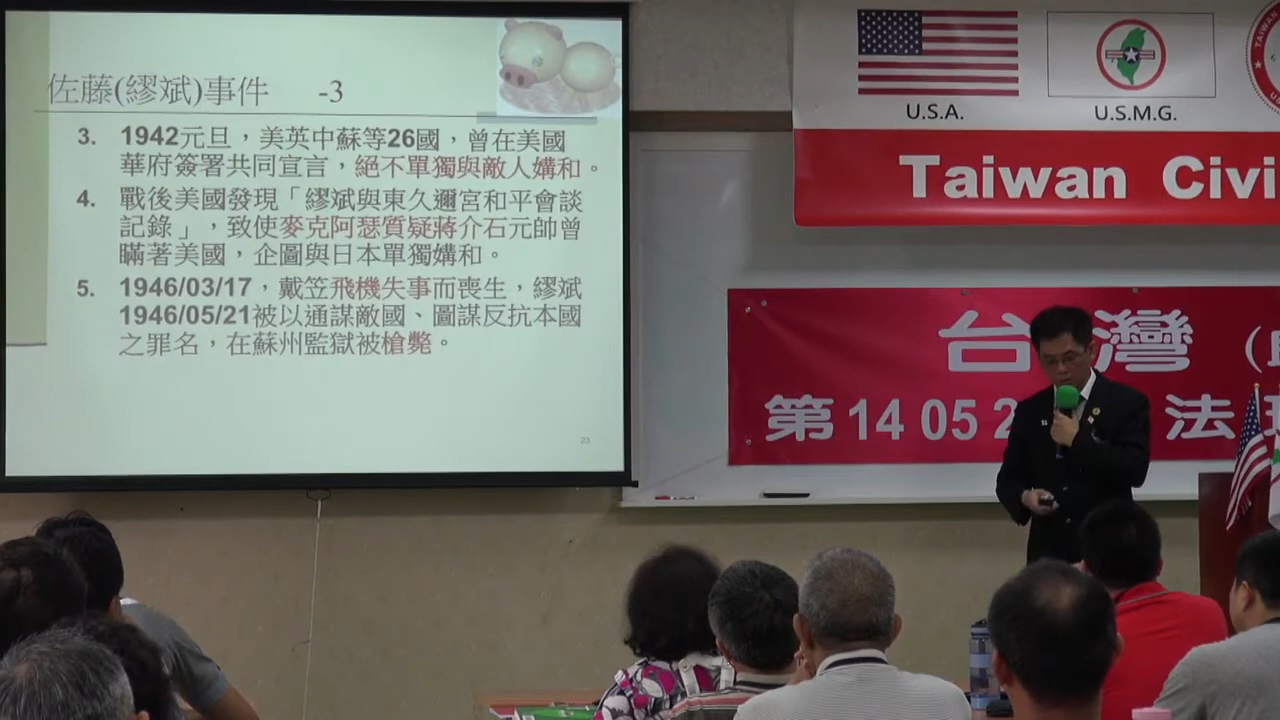 佐藤(繆斌)事件 -3
3. 1942元旦，美英中蘇等26國，曾在美國
華府簽署共同宣言，絕不單獨與敵人媾和。
4. 戰後美國發現「繆斌與東久邇宮和平會談
記錄」，致使麥克阿瑟質疑蔣介石元帥曾
瞞著美國，企圖與日本單獨媾和。
5. 1946/03/17，戴笠飛機失事而喪生，繆斌
1946/05/21被以通謀敵國、圖謀反抗本國
之罪名，在蘇州監獄被槍斃。
23
U.S.A.
U.S.M.G.
TAIWAN
Taiwan Civi
台灣（
第 14 05 2 法